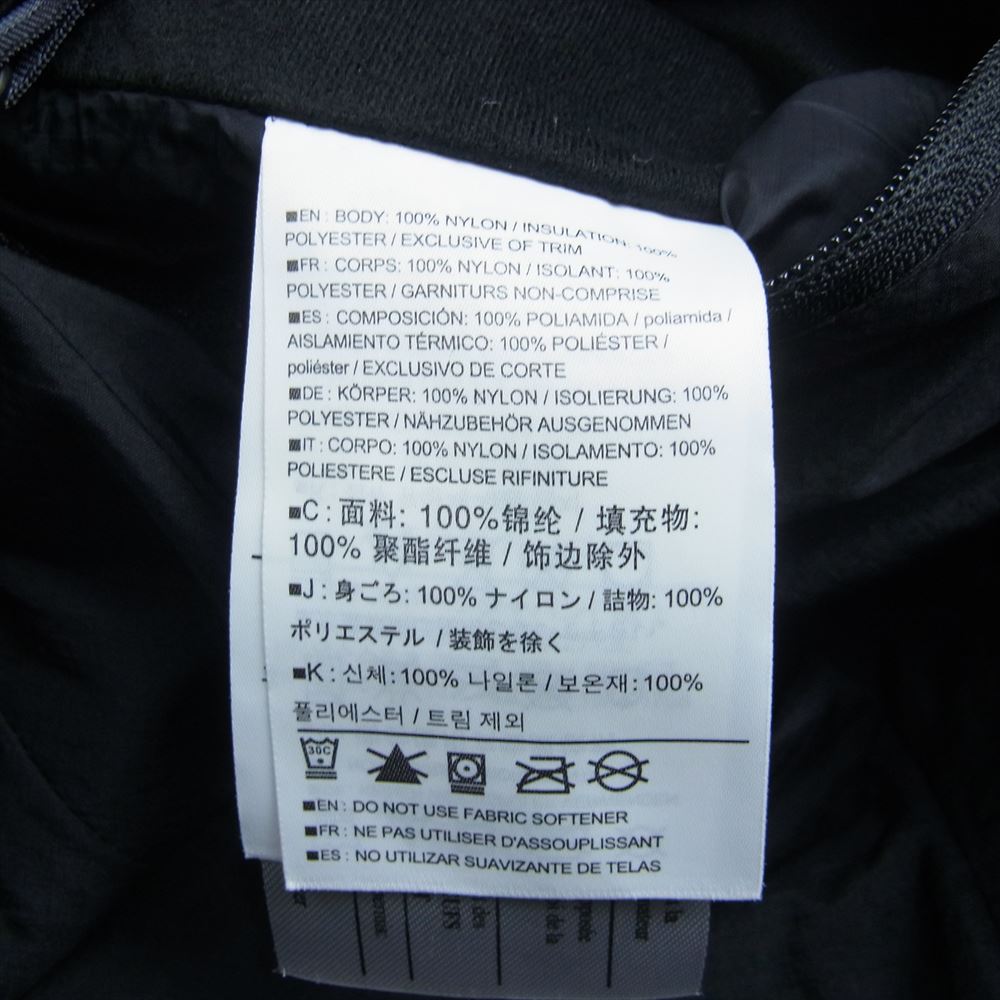 ■EN : BODY: 100% NYLON / INSULATION: 100%
POLYESTER / EXCLUSIVE OF TRIM
■FR : CORPS: 100% NYLON / ISOLANT: 100%
POLYESTER / GARNITURS NON-COMPRISE
■ES : COMPOSICIÓN: 100% POLIAMIDA / poliamida /
AISLAMIENTO TÉRMICO: 100% POLIÉSTER /
poliéster / EXCLUSIVO DE CORTE
■DE : KÖRPER: 100% NYLON / ISOLIERUNG: 100%
POLYESTER / NÄHZUBEHÖR AUSGENOMMEN
■IT : CORPO: 100% NYLON / ISOLAMENTO: 100%
POLIESTERE / ESCLUSE RIFINITURE
■C : 面料: 100%锦纶 / 填充物:
100% 聚酯纤维 / 饰边除外
■J : 身ごろ: 100% ナイロン / 詰物: 100%
ポリエステル / 装飾を徐く
■K : 신체: 100% 나일론 / 보온재: 100%
폴리에스터 / 트림 제외
30C
■EN : DO NOT USE FABRIC SOFTENER
■FR : NE PAS UTILISER D'ASSOUPLISSANT
■ES : NO UTILIZAR SUAVIZANTE DE TELAS